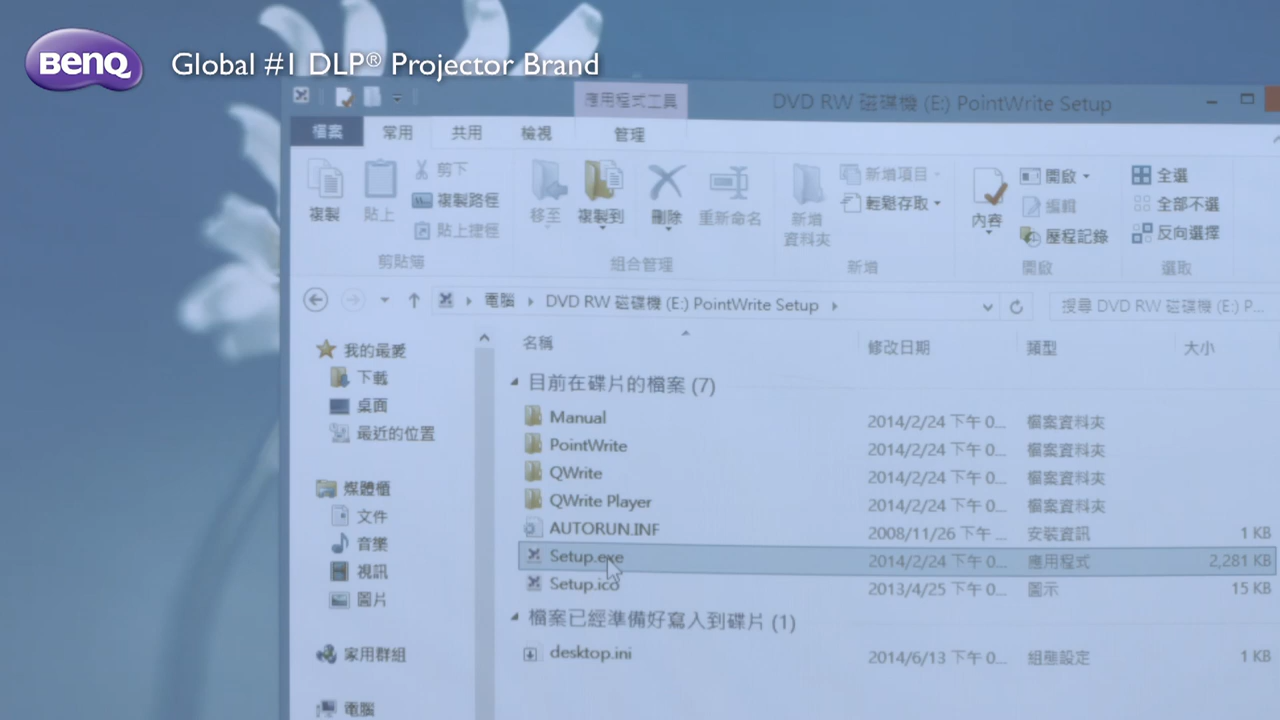 BenQ Global #1 DLP® Projector Brand
應用程式工具 DVD RW 磁碟機 (E:) PointWrite Setup
檔案 常用 共用 檢視 管理
複製 貼上 剪下 複製路徑 貼上捷徑
移至 複製到 刪除 重新命名
新增資料夾 新增項目 輕鬆存取
內容 開啟 編輯 歷程記錄
全選 全部不選 反向選擇
剪貼簿 組合管理 新增 開啟 選取
電腦 DVD RW 磁碟機 (E:) PointWrite Setup 搜尋 DVD RW 磁碟機 (E:) P...
我的最愛
下載
桌面
最近的位置
媒體櫃
文件
音樂
視訊
圖片
家用群組
電腦
名稱 修改日期 類型 大小
目前在碟片的檔案 (7)
Manual 2014/2/24 下午 0... 檔案資料夾
PointWrite 2014/2/24 下午 0... 檔案資料夾
QWrite 2014/2/24 下午 0... 檔案資料夾
QWrite Player 2014/2/24 下午 0... 檔案資料夾
AUTORUN.INF 2008/11/26 下午 ... 安裝資訊 1 KB
Setup.exe 2014/2/24 下午 0... 應用程式 2,281 KB
Setup.ico 2013/4/25 下午 0... 圖示 15 KB
檔案已經準備好寫入到碟片 (1)
desktop.ini 2014/6/13 下午 0... 組態設定 1 KB